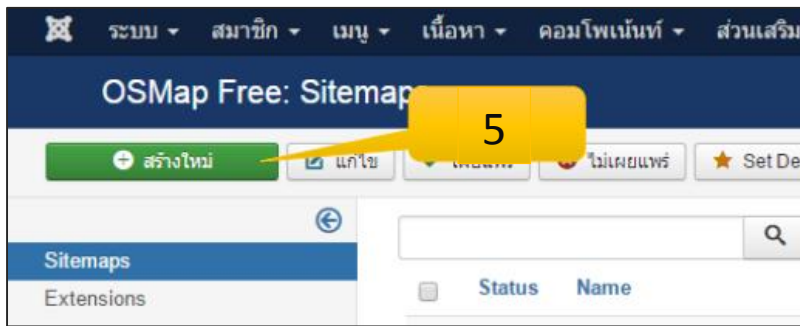 ระบบ สมาชิก เมนู เนื้อหา คอมโพเน้นท์ ส่วนเสริม
OSMap Free: Sitemaps
5
สร้างใหม่ แก้ไข ไม่เผยแพร่ Set De
Sitemaps
Extensions
Status Name